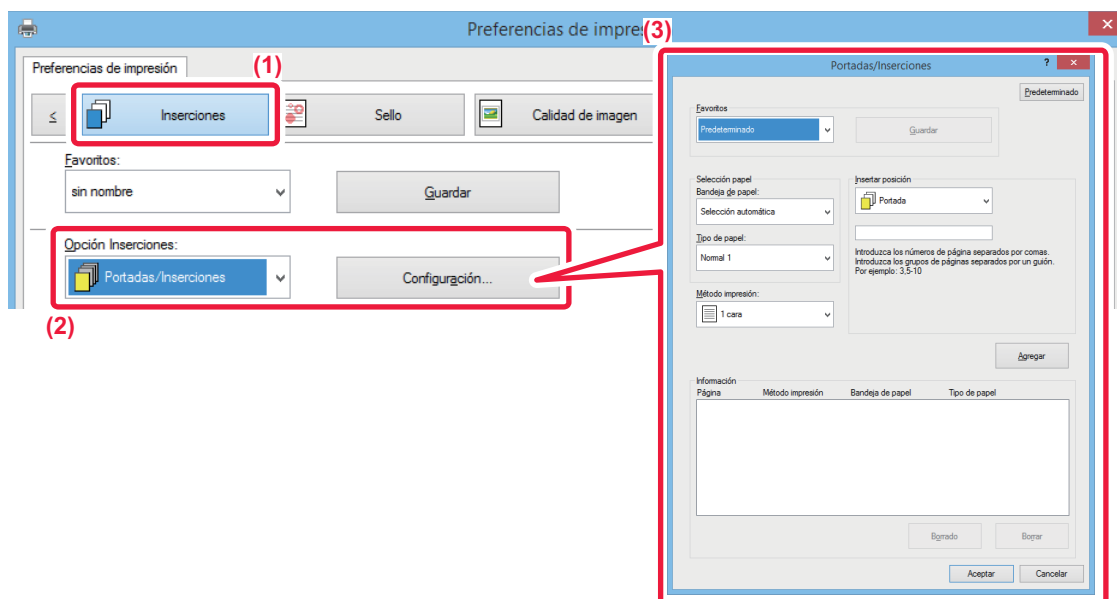 Preferencias de impres
(3)
Preferencias de impresión
(1)
<
Inserciones
Sello
Calidad de imagen
Favoritos:
sin nombre
Guardar
Opción Inserciones:
Portadas/Inserciones
Configuración...
(2)
Portadas/Inserciones
?
Predeterminado
Favoritos
Predeterminado
Guardar
Selección papel
Bandeja de papel:
Selección automática
Tipo de papel:
Normal 1
Método impresión:
1 cara
Insertar posición
Portada
Introduzca los números de página separados por comas.
Introduzca los grupos de páginas separados por un guión.
Por ejemplo: 3,5-10
Agregar
Información
Página Método impresión Bandeja de papel Tipo de papel
Borrado Borrar
Aceptar Cancelar